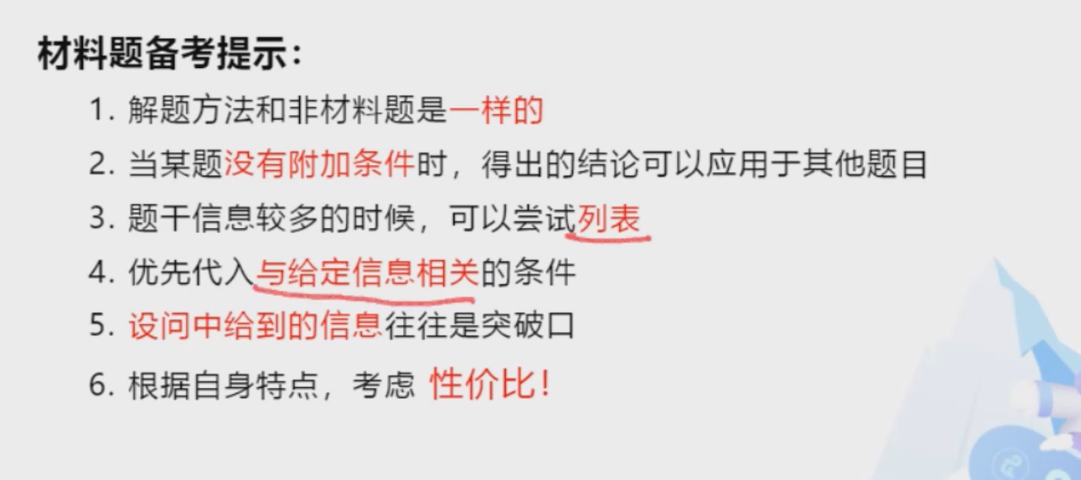 材料题备考提示：
1. 解题方法和非材料题是一样的
2. 当某题没有附加条件时，得出的结论可以应用于其他题目
3. 题干信息较多的时候，可以尝试列表
4. 优先代入与给定信息相关的条件
5. 设问中给到的信息往往是突破口
6. 根据自身特点，考虑 性价比！